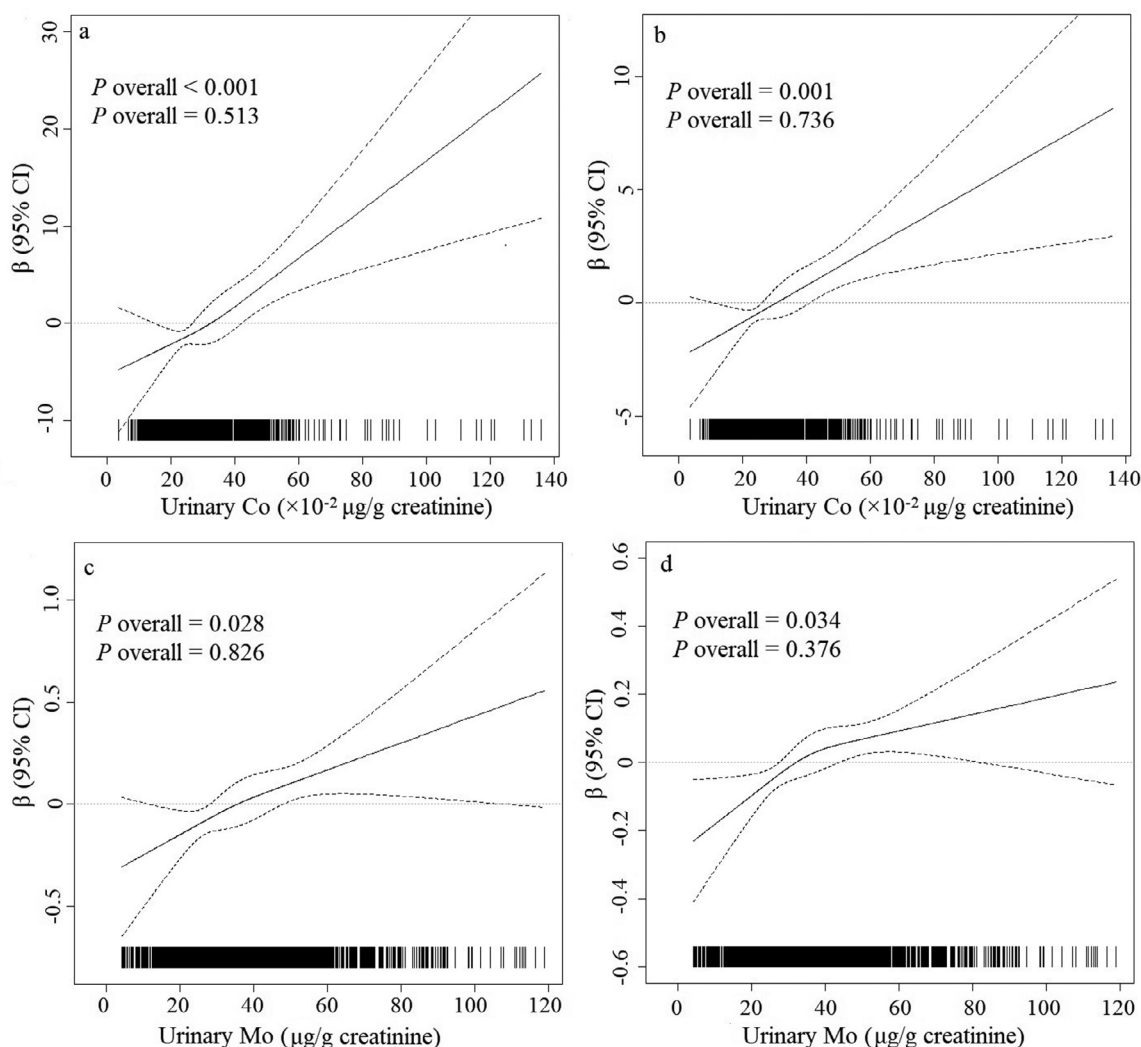 a
P overall < 0.001
P overall = 0.513
β (95% CI)
30
20
10
0
-10
0 20 40 60 80 100 120 140
Urinary Co (×10⁻² µg/g creatinine)
b
P overall = 0.001
P overall = 0.736
β (95% CI)
10
5
0
-5
0 20 40 60 80 100 120 140
Urinary Co (×10⁻² µg/g creatinine)
c
P overall = 0.028
P overall = 0.826
β (95% CI)
1.0
0.5
0
-0.5
0 20 40 60 80 100 120
Urinary Mo (µg/g creatinine)
d
P overall = 0.034
P overall = 0.376
β (95% CI)
0.6
0.4
0.2
0
-0.2
-0.4
-0.6
0 20 40 60 80 100 120
Urinary Mo (µg/g creatinine)